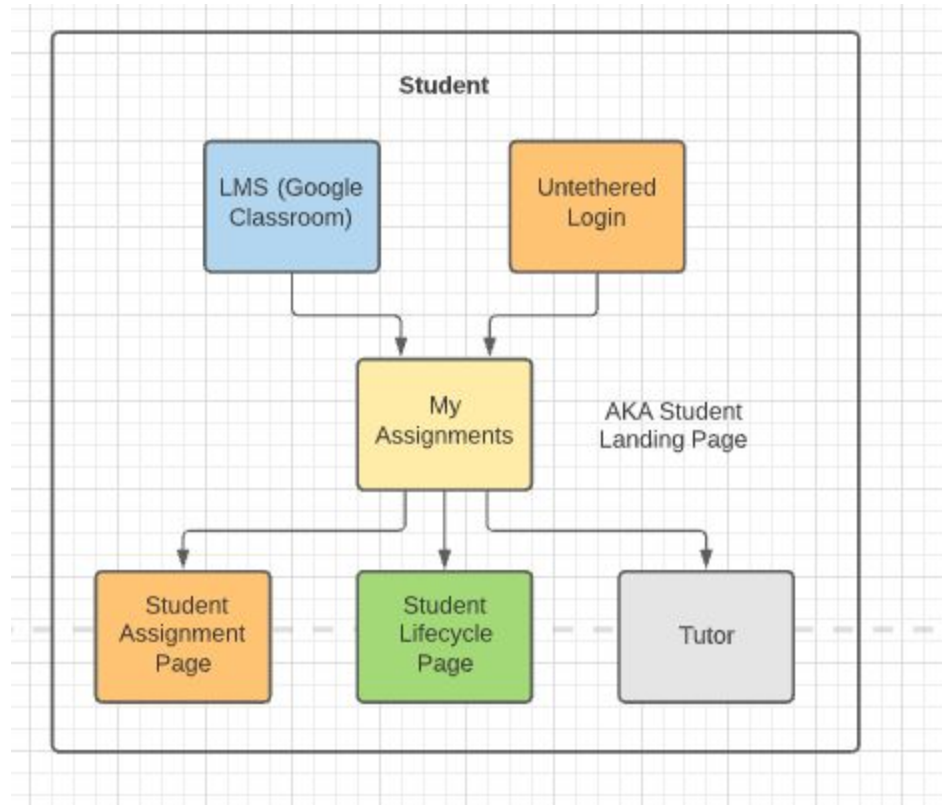 Student
LMS (Google
Classroom)
Untethered
Login
My
Assignments
AKA Student
Landing Page
Student
Assignment
Page
Student
Lifecycle
Page
Tutor